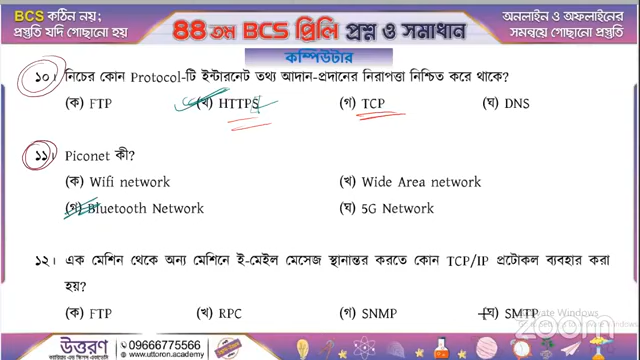 BCS কঠিন নয়;
প্রস্তুতি যদি গোছানো হয়
৪৪ তম BCS প্রিলি প্রশ্ন ও সমাধান
অনলাইন ও অফলাইনের
সমন্বয়ে গোছানো প্রস্তুতি
কম্পিউটার
১০। নিচের কোন Protocol-টি ইন্টারনেট তথ্য আদান-প্রদানের নিরাপত্তা নিশ্চিত করে থাকে?
(ক) FTP (খ) HTTPS (গ) TCP (ঘ) DNS
১১। Piconet কী?
(ক) Wifi network (খ) Wide Area network
(গ) Bluetooth Network (ঘ) 5G Network
১২। এক মেশিন থেকে অন্য মেশিনে ই-মেইল মেসেজ স্থানান্তর করতে কোন TCP/IP প্রটোকল ব্যবহার করা
হয়?
(ক) FTP (খ) RPC (গ) SNMP (ঘ) SMTP
Activate Windows
zoom
উত্তরণ
09666775566
www.uttoron.academy